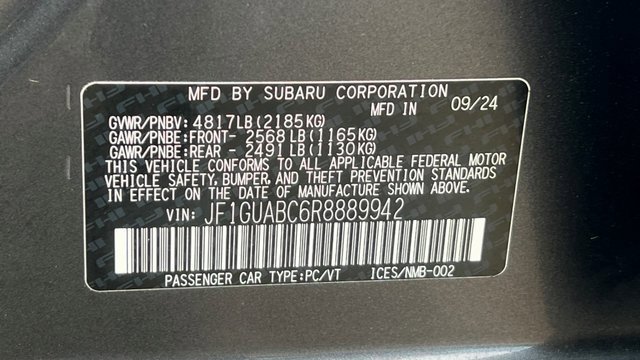 MFD BY SUBARU CORPORATION
MFD IN 09/24
GVWR/PNBV: 4817LB(2185KG)
GAWR/PNBE:FRONT- 2568LB(1165KG)
GAWR/PNBE:REAR - 2491LB(1130KG)
THIS VEHICLE CONFORMS TO ALL APPLICABLE FEDERAL MOTOR
VEHICLE SAFETY, BUMPER, AND THEFT PREVENTION STANDARDS
IN EFFECT ON THE DATE OF MANUFACTURE SHOWN ABOVE.
VIN: JF1GUABC6R8889942
PASSENGER CAR TYPE:PC/VT ICES/NMB-002